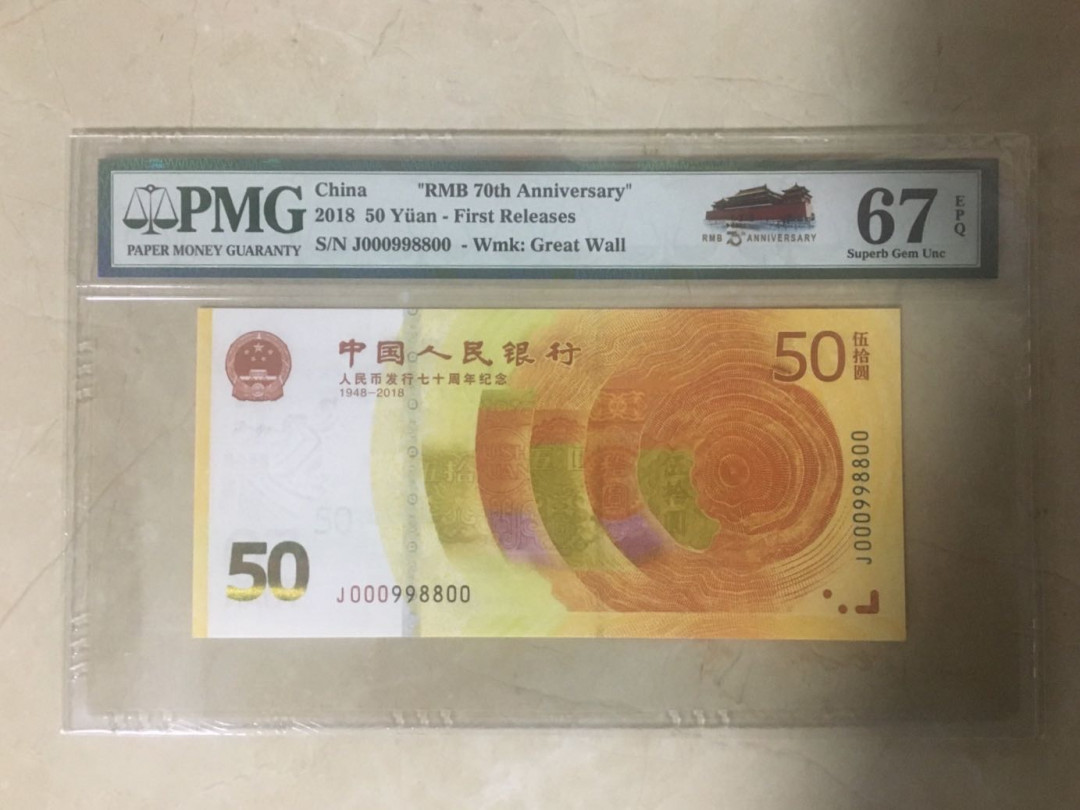 PMG
PAPER MONEY GUARANTY
China "RMB 70th Anniversary"
2018 50 Yüan - First Releases
S/N J000998800 - Wmk: Great Wall
RMB 70 ANNIVERSARY
67
EPQ
Superb Gem Unc
中国人民银行
人民币发行七十周年纪念
1948-2018
50
伍拾圆
50
50
J000998800
J000998800